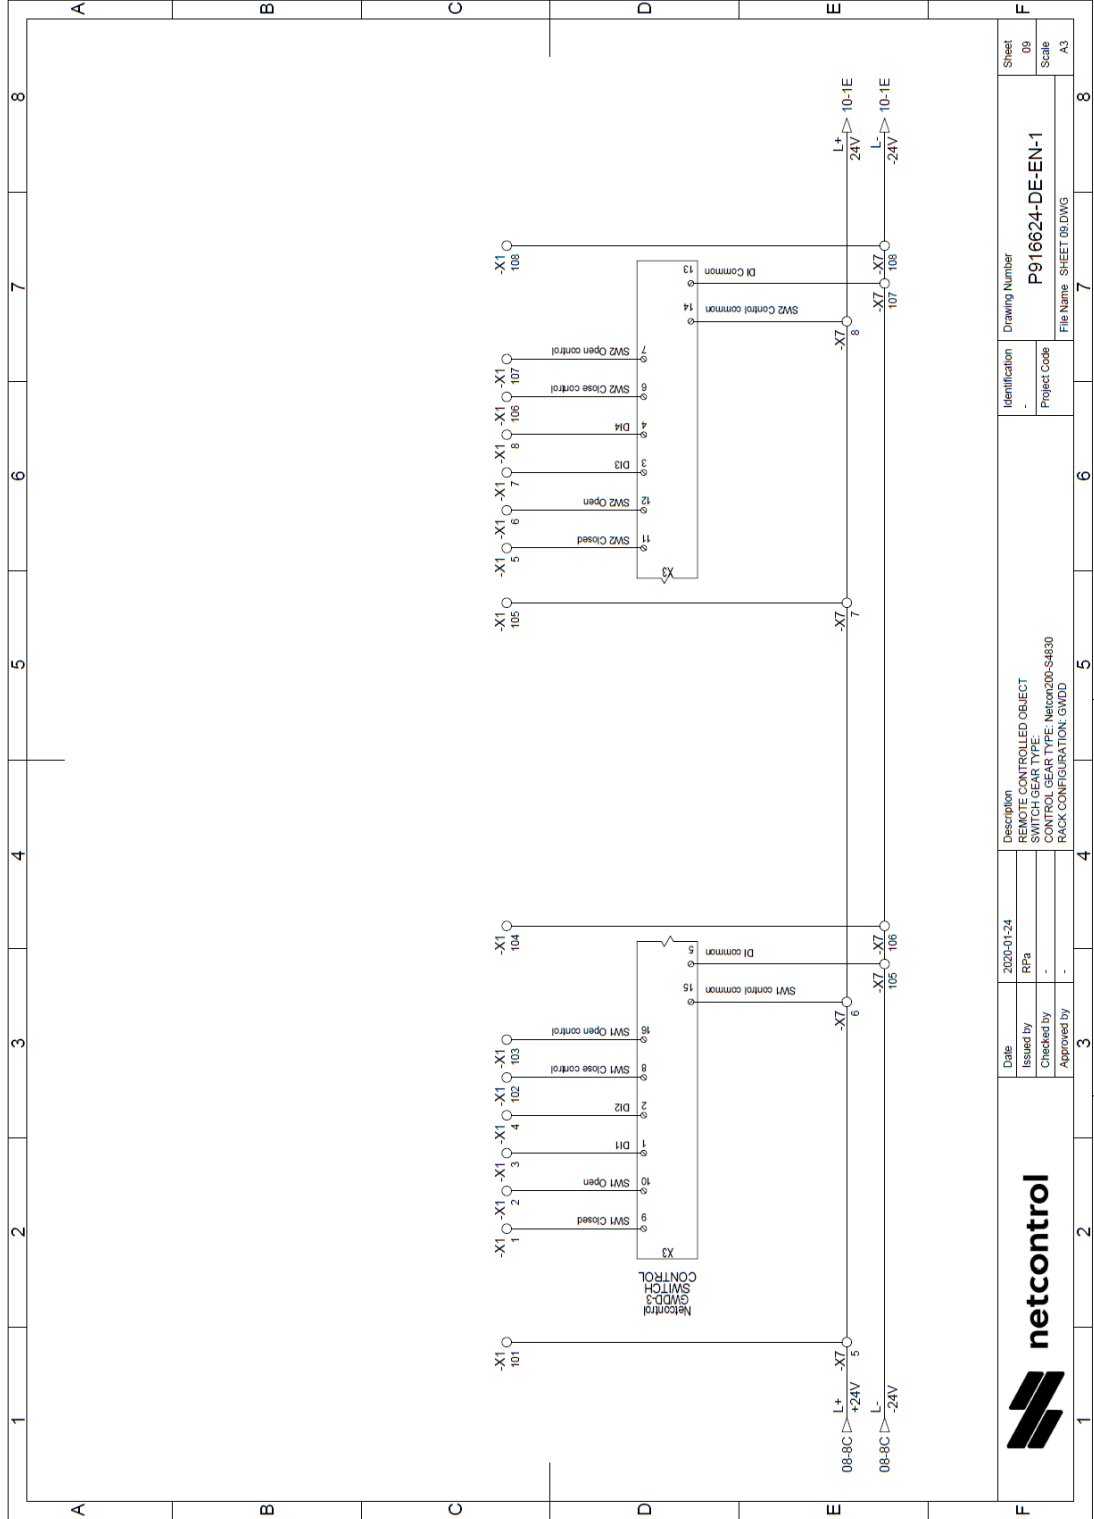 A
B
C
D
E
F
8
7
6
5
4
3
2
1
-X1
101
-X1
1
-X1
2
-X1
3
-X1
4
-X1
102
-X1
103
-X1
104
-X1
105
-X1
5
-X1
6
-X1
7
-X1
8
-X1
106
-X1
107
-X1
108
SW1 Closed
SW1 Open
DI1
DI2
SW1 Close control
SW1 Open control
SW2 Closed
SW2 Open
DI3
DI4
SW2 Close control
SW2 Open control
Netcontrol
GWDD-3
SWITCH
CONTROL
X3
9
10
1
2
8
16
15
5
X3
11
12
3
4
6
7
14
13
SW1 control common
DI common
SW2 Control common
DI Common
08-8C
L+
+24V
-X7
5
-X7
6
-X7
7
-X7
8
L+
24V
10-1E
08-8C
L-
-24V
-X7
105
-X7
106
-X7
107
-X7
108
L-
-24V
10-1E
netcontrol
Date
2020-01-24
Issued by
RPa
Checked by
-
Approved by
-
Description
REMOTE CONTROLLED OBJECT
SWITCH GEAR TYPE:
CONTROL GEAR TYPE: Netcon200-S4830
RACK CONFIGURATION: GWDD
Identification
-
Project Code
Drawing Number
P916624-DE-EN-1
File Name SHEET 09.DWG
Sheet
09
Scale
A3
1
2
3
4
5
6
7
8
A
B
C
D
E
F